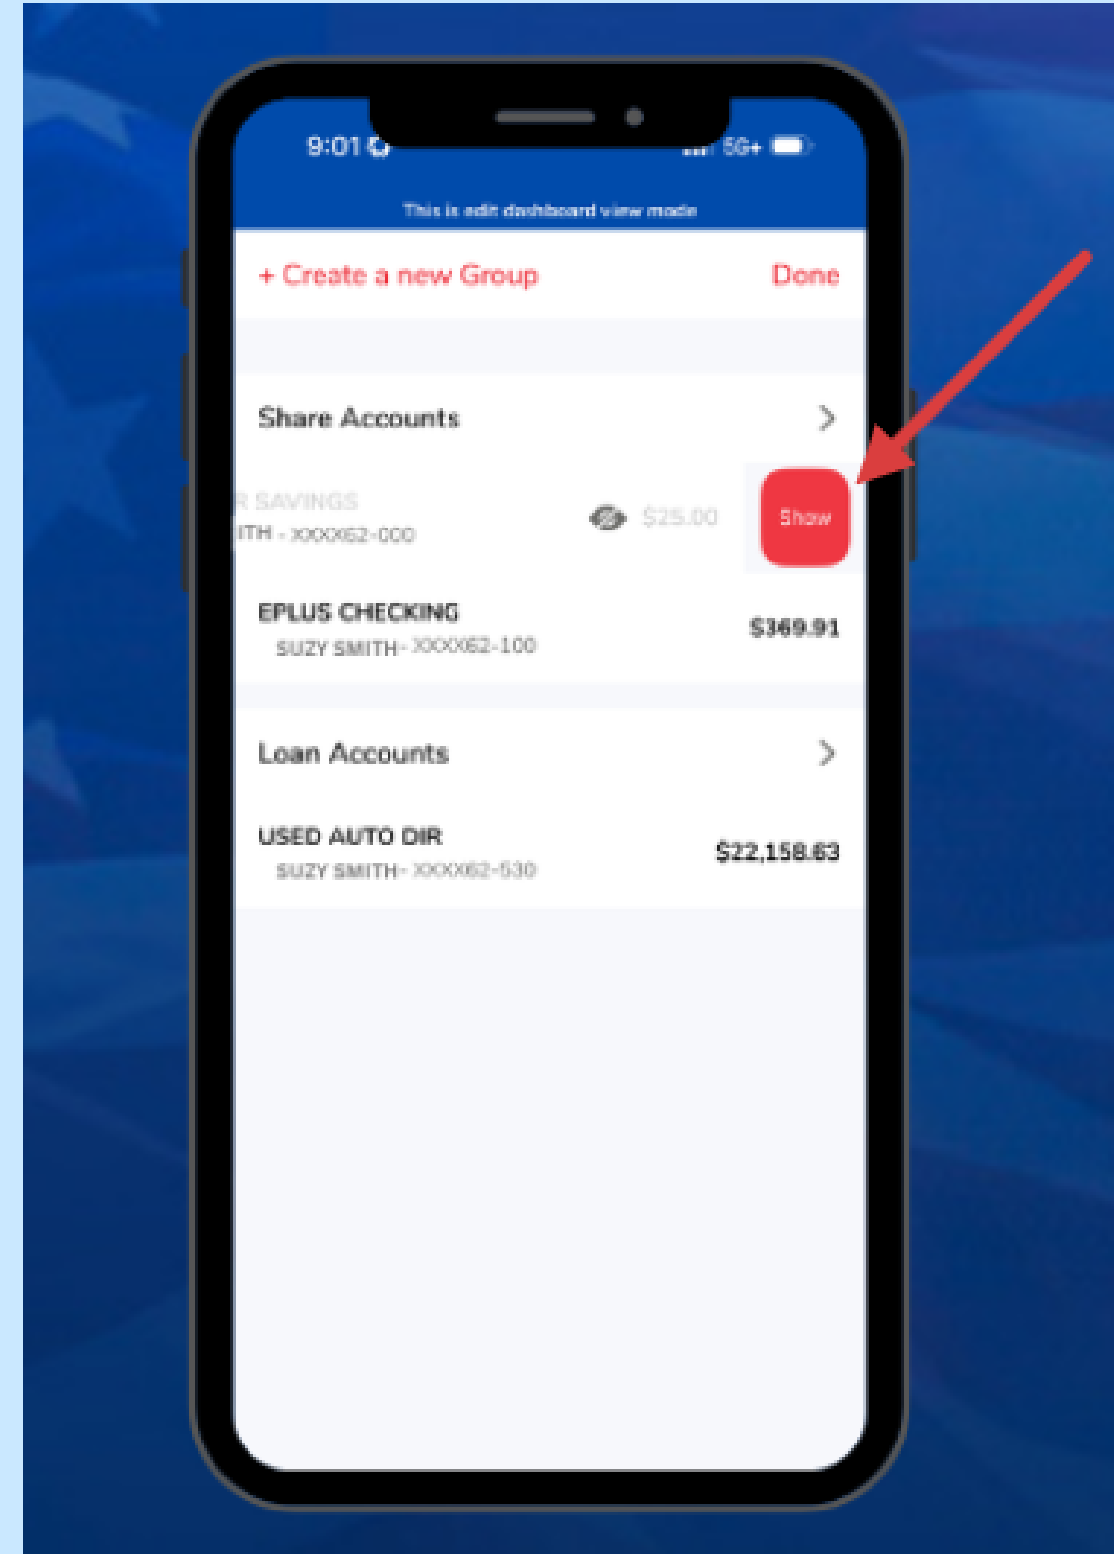 9:01
5G+
This is edit dashboard view mode
+ Create a new Group
Done
Share Accounts
R SAVINGS
$25.00
Show
ITH - XXXX62-000
EPLUS CHECKING
$369.91
SUZY SMITH- XXXX62-100
Loan Accounts
USED AUTO DIR
$22,158.63
SUZY SMITH- XXXX62-530